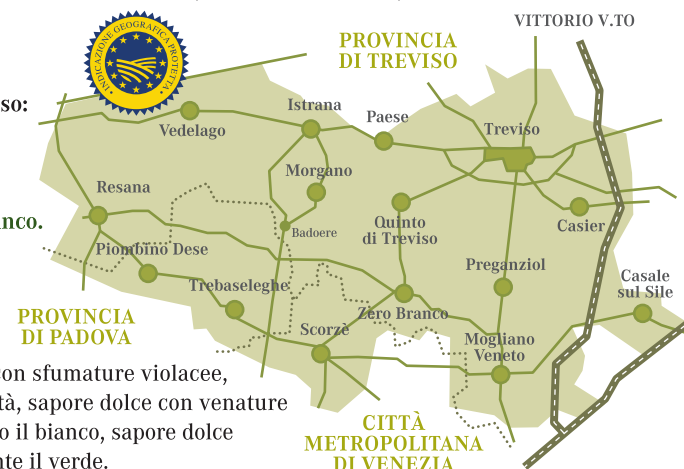 VITTORIO V.TO
PROVINCIA
DI TREVISO
INDICAZIONE GEOGRAFICA PROTETTA
so:
Istrana
Paese
Vedelago
Treviso
Morgano
Resana
nco.
Badoere
Quinto
di Treviso
Casier
Piombino Dese
Preganziol
Casale
sul Sile
Trebaseleghe
PROVINCIA
DI PADOVA
Zero Branco
Scorzè
Mogliano
Veneto
on sfumature violacee,
tà, sapore dolce con venature
o il bianco, sapore dolce
nte il verde.
CITTÀ
METROPOLITANA
DI VENEZIA